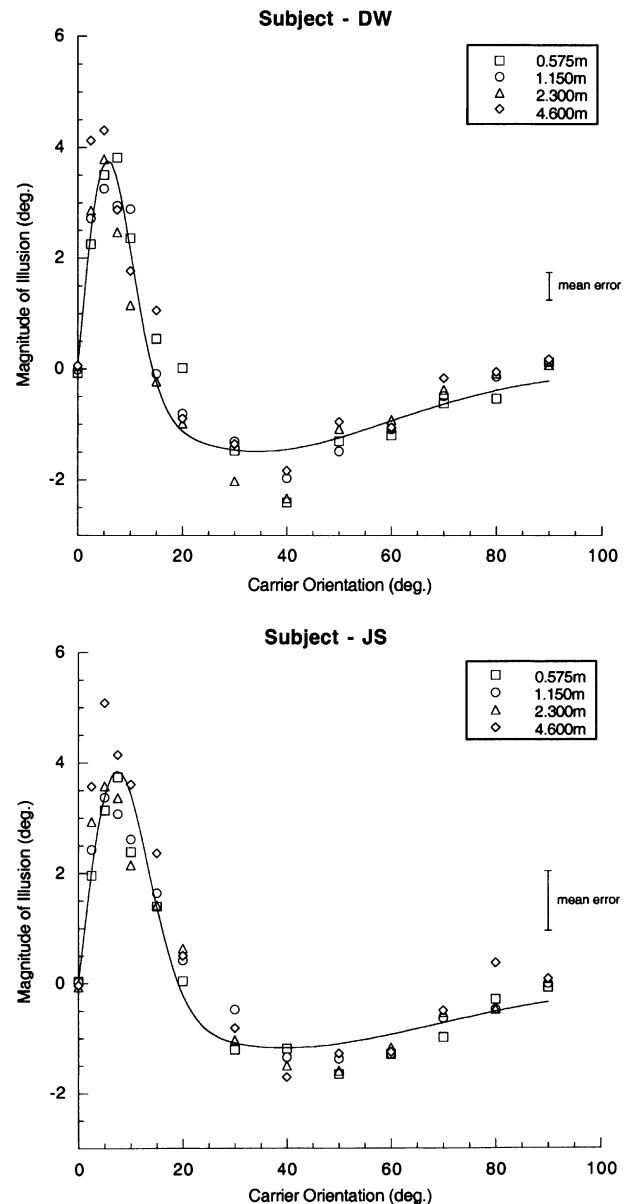 Subject - DW
6
4
2
0
-2
Magnitude of Illusion (deg.)
0.575m
1.150m
2.300m
4.600m
mean error
0 20 40 60 80 100
Carrier Orientation (deg.)
Subject - JS
6
4
2
0
-2
Magnitude of Illusion (deg.)
0.575m
1.150m
2.300m
4.600m
mean error
0 20 40 60 80 100
Carrier Orientation (deg.)